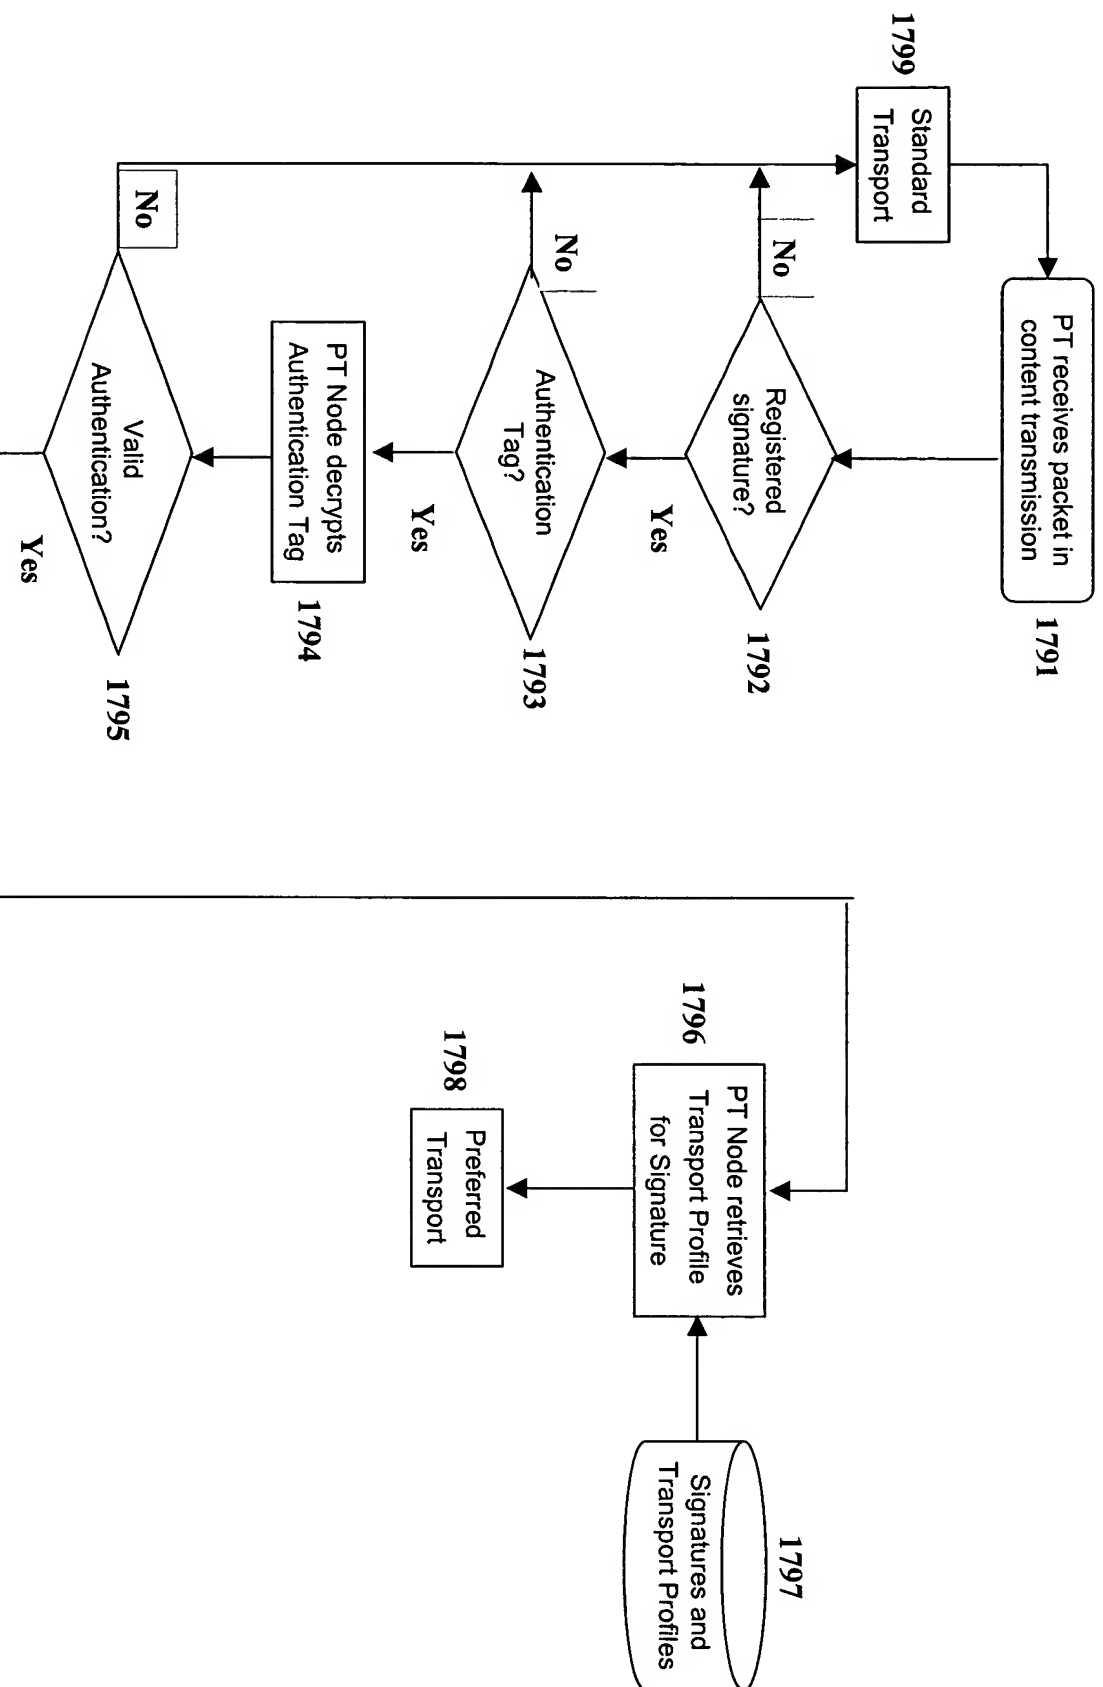 1799
Standard
Transport
PT receives packet in
content transmission
1791
No
Registered
signature?
1792
Yes
No
Authentication
Tag?
1793
Yes
PT Node decrypts
Authentication Tag
1794
No
Valid
Authentication?
1795
Yes
1796
PT Node retrieves
Transport Profile
for Signature
1797
Signatures and
Transport Profiles
1798
Preferred
Transport